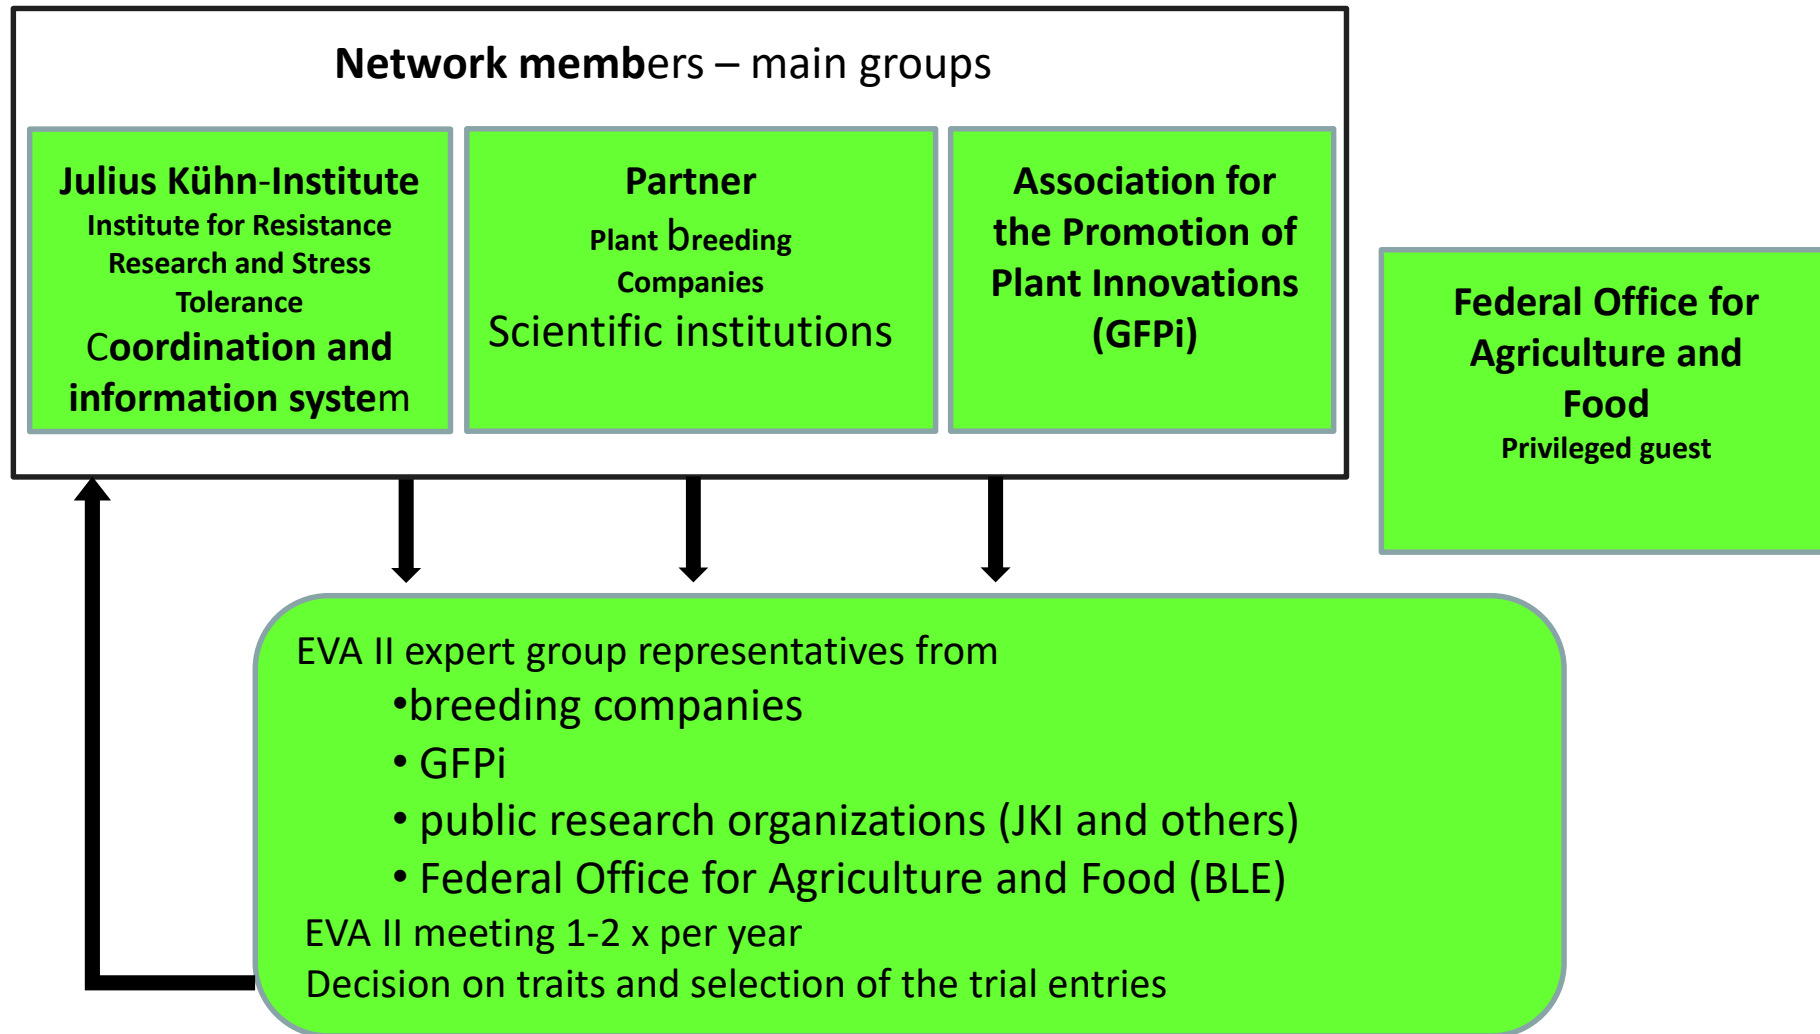 Network members – main groups
Julius Kühn-Institute
Institute for Resistance
Research and Stress
Tolerance
Coordination and
information system
Partner
Plant breeding
Companies
Scientific institutions
Association for
the Promotion of
Plant Innovations
(GFPi)
Federal Office for
Agriculture and
Food
Privileged guest
EVA II expert group representatives from
•breeding companies
• GFPi
• public research organizations (JKI and others)
• Federal Office for Agriculture and Food (BLE)
EVA II meeting 1-2 x per year
Decision on traits and selection of the trial entries